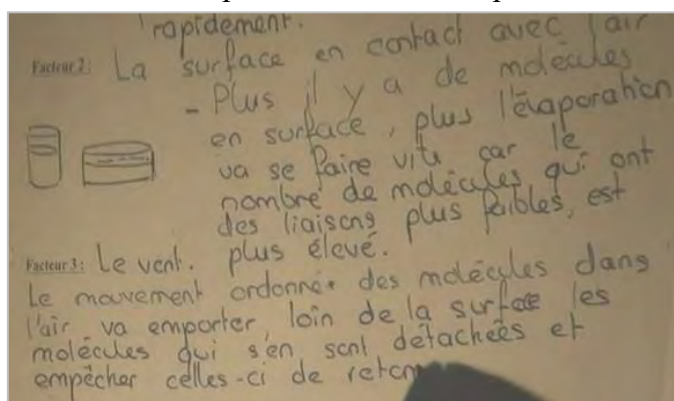 rapidement.
Facteur 2 : La surface en contact avec l'air
- Plus il y a de molécules
en surface, plus l'évaporation
va se faire vite car le
nombre de molécules qui ont
des liaisons plus faibles, est
plus élevé.
Facteur 3 : Le vent.
Le mouvement ordonner des molécules dans
l'air va emporter loin de la surface les
molécules qui s'en sont détachées et
empêcher celles-ci de